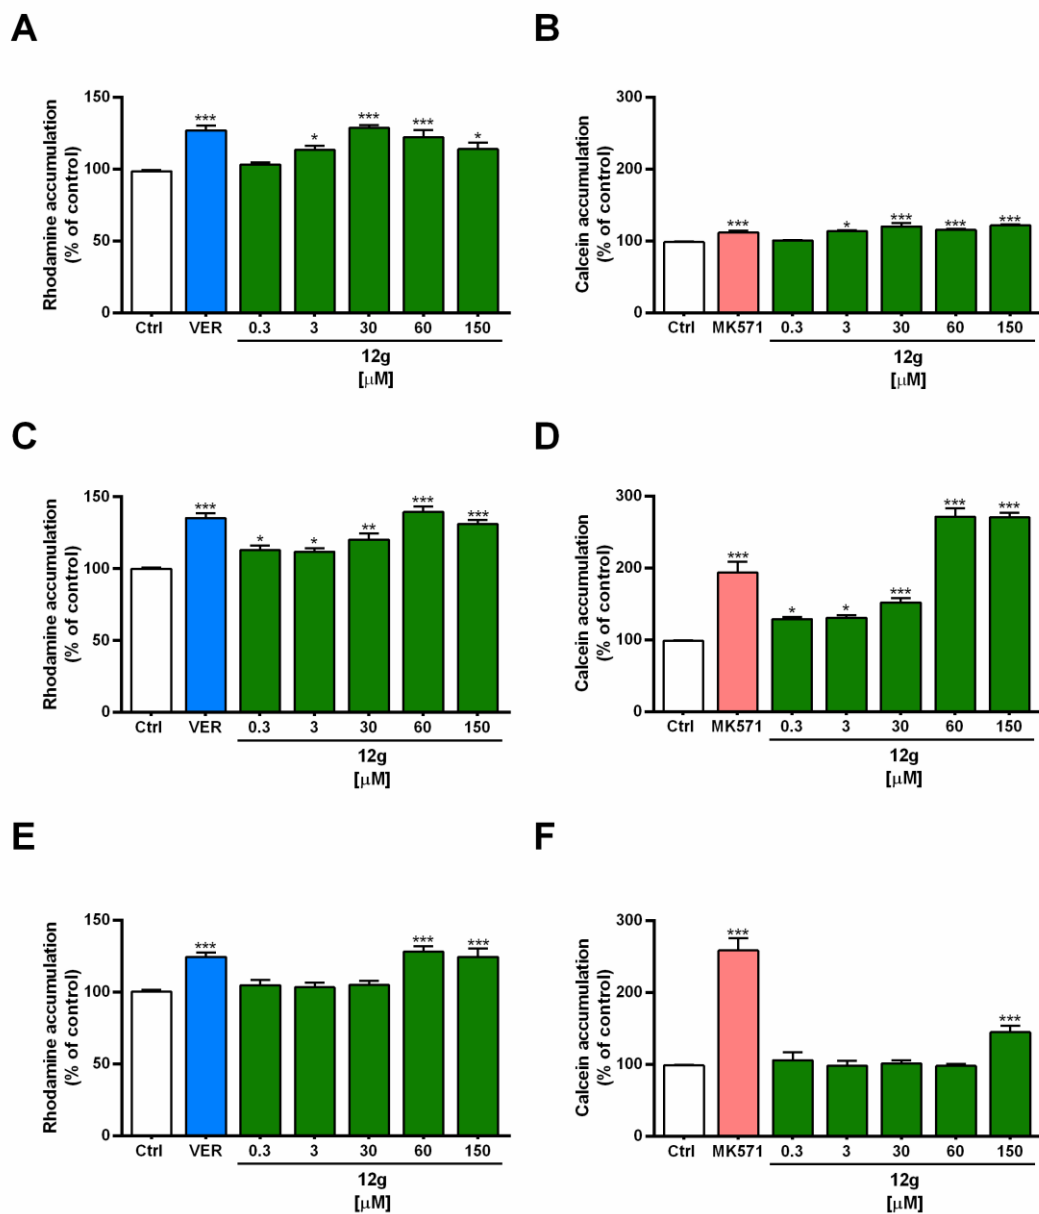 A
Rhodamine accumulation
(% of control)
150
100
50
0
***
*
***
***
*
Ctrl VER 0.3 3 30 60 150
12g
[μM]
B
Calcein accumulation
(% of control)
300
200
100
0
***
*
***
***
***
Ctrl MK571 0.3 3 30 60 150
12g
[μM]
C
Rhodamine accumulation
(% of control)
150
100
50
0
***
*
*
**
***
***
Ctrl VER 0.3 3 30 60 150
12g
[μM]
D
Calcein accumulation
(% of control)
300
200
100
0
***
*
*
***
***
***
Ctrl MK571 0.3 3 30 60 150
12g
[μM]
E
Rhodamine accumulation
(% of control)
150
100
50
0
***
***
***
Ctrl VER 0.3 3 30 60 150
12g
[μM]
F
Calcein accumulation
(% of control)
300
200
100
0
***
***
Ctrl MK571 0.3 3 30 60 150
12g
[μM]